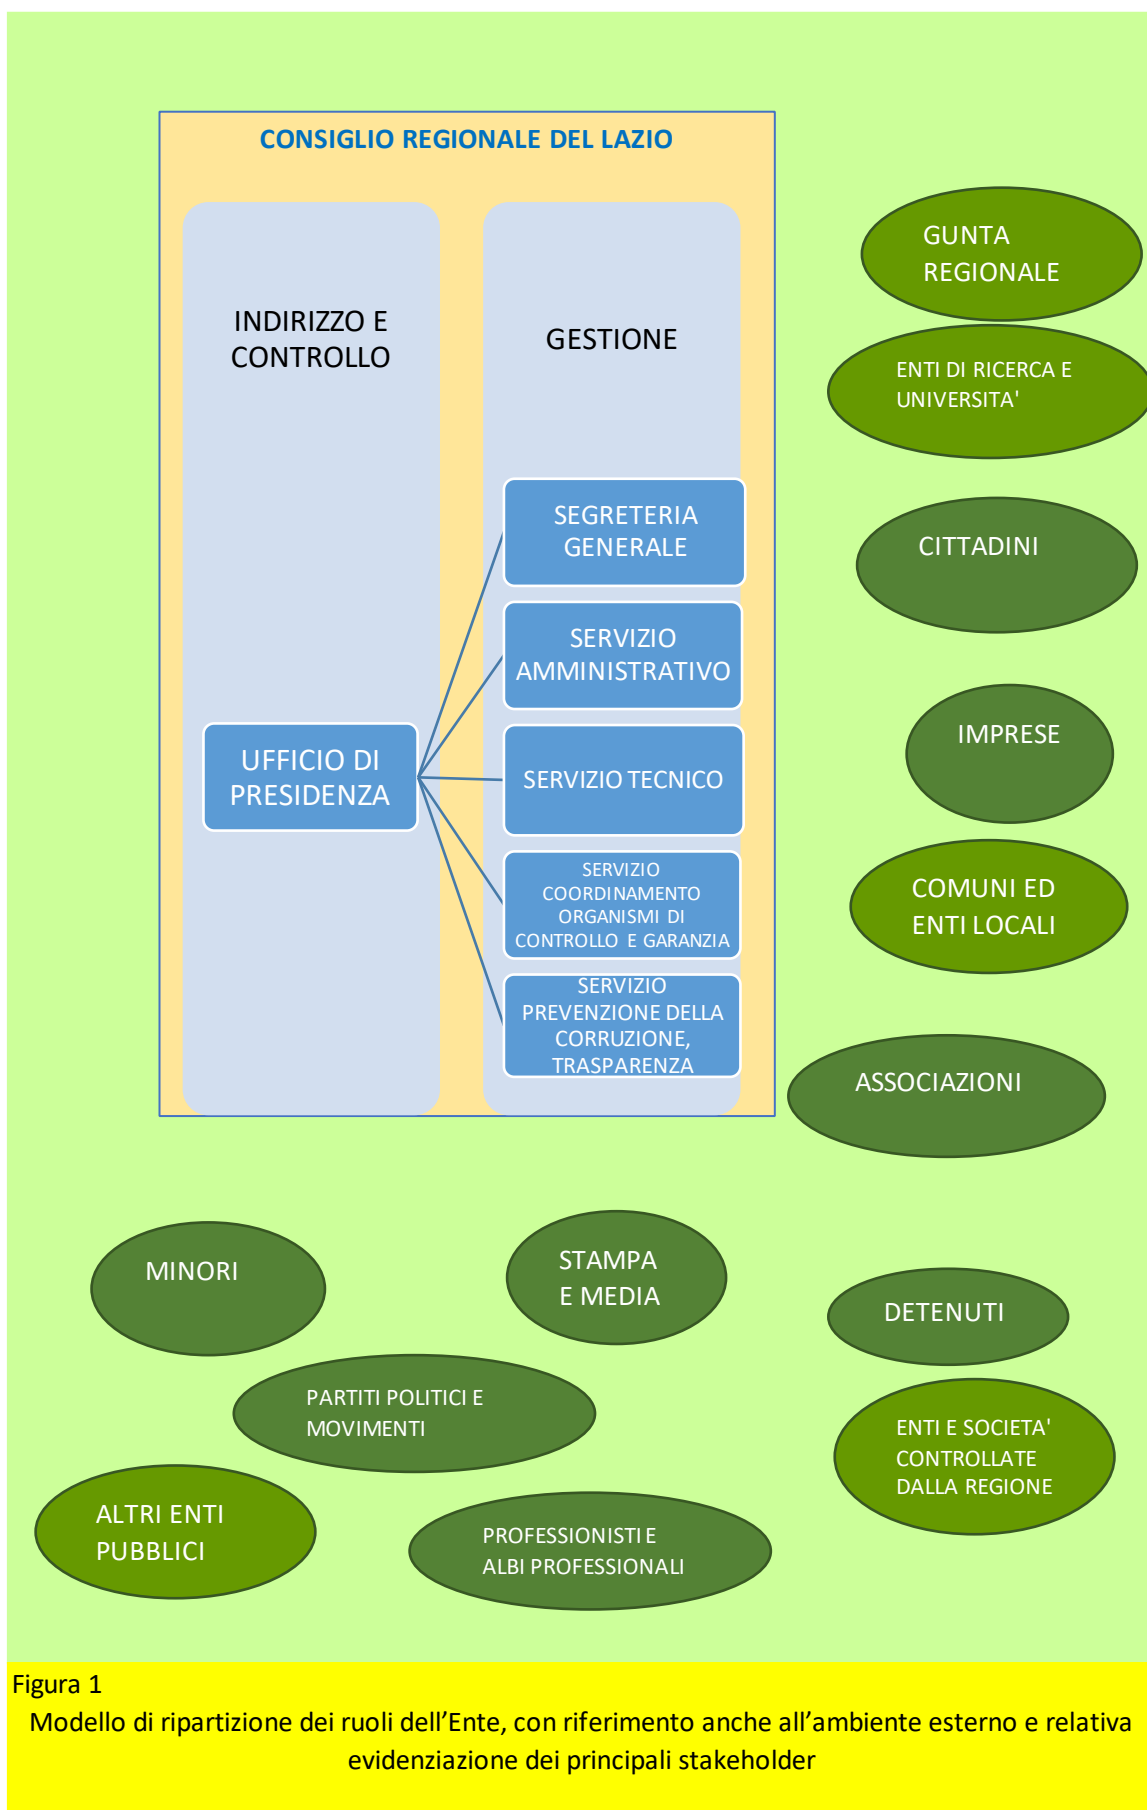 CONSIGLIO REGIONALE DEL LAZIO
INDIRIZZO E
CONTROLLO
GESTIONE
UFFICIO DI
PRESIDENZA
SEGRETERIA
GENERALE
SERVIZIO
AMMINISTRATIVO
SERVIZIO TECNICO
SERVIZIO
COORDINAMENTO
ORGANISMI DI
CONTROLLO E GARANZIA
SERVIZIO
PREVENZIONE DELLA
CORRUZIONE,
TRASPARENZA
GUNTA
REGIONALE
ENTI DI RICERCA E
UNIVERSITA'
CITTADINI
IMPRESE
COMUNI ED
ENTI LOCALI
ASSOCIAZIONI
MINORI
STAMPA
E MEDIA
DETENUTI
PARTITI POLITICI E
MOVIMENTI
ENTI E SOCIETA'
CONTROLLATE
DALLA REGIONE
ALTRI ENTI
PUBBLICI
PROFESSIONISTI E
ALBI PROFESSIONALI
Figura 1
Modello di ripartizione dei ruoli dell’Ente, con riferimento anche all’ambiente esterno e relativa
evidenziazione dei principali stakeholder